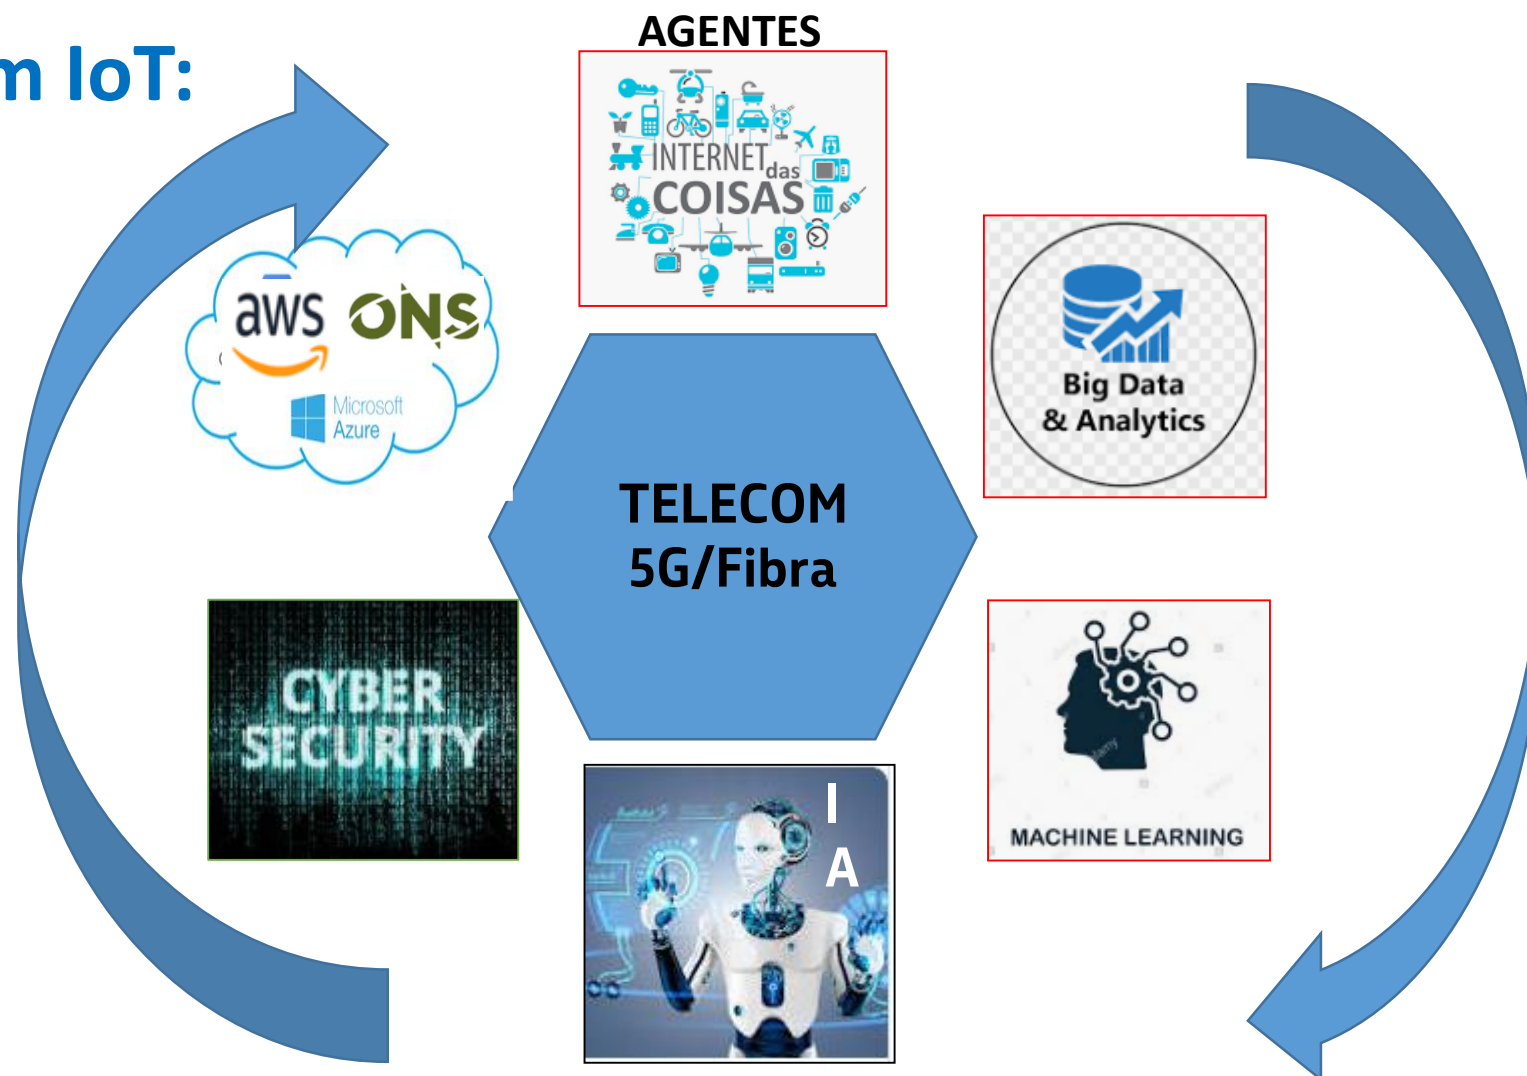 m IoT:
AGENTES
INTERNET
das
COISAS
aws ONS
Microsoft
Azure
Big Data
& Analytics
TELECOM
5G/Fibra
CYBER
SECURITY
I
A
MACHINE LEARNING